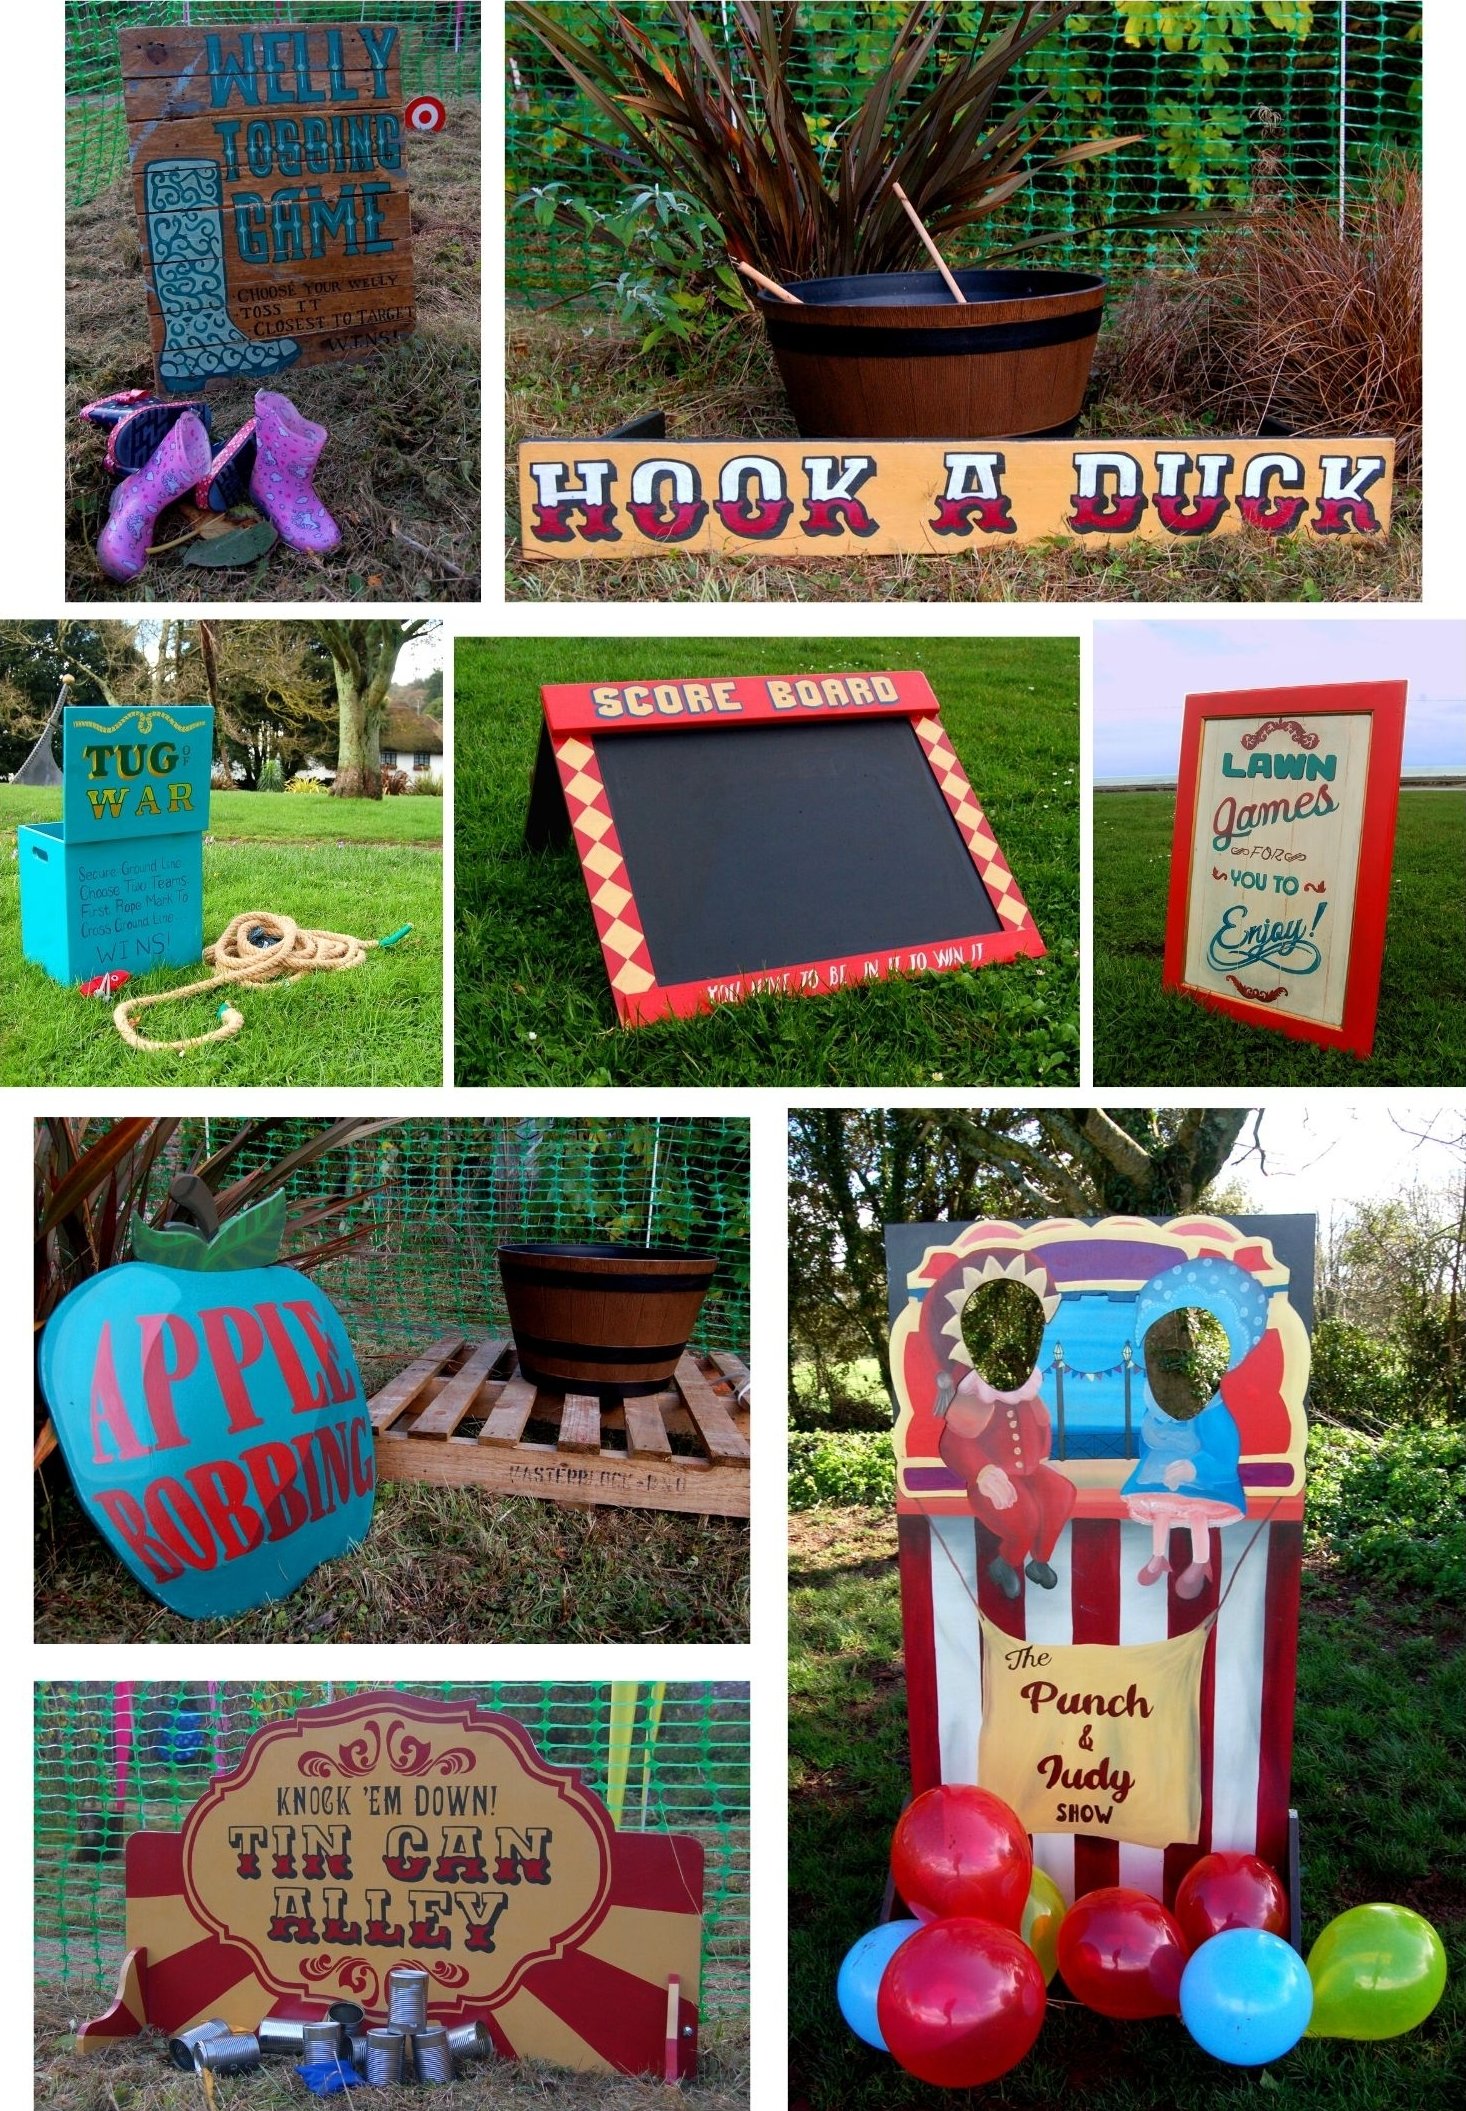 WELLY
TOSSING
GAME
CHOOSE YOUR WELLY
TOSS IT
CLOSEST TO TARGET
WINS!
HOOK A DUCK
TUG OF
WAR
Secure Ground Line
Choose Two Teams
First Rope Mark To
Cross Ground Line...
WINS!
SCORE BOARD
YOU HAVE TO BE IN IT TO WIN IT
LAWN
games
FOR
YOU TO
Enjoy!
APPLE
BOBBING
MASTERBLOCK
KNOCK 'EM DOWN!
TIN CAN
ALLEY
The
Punch
&
Judy
SHOW